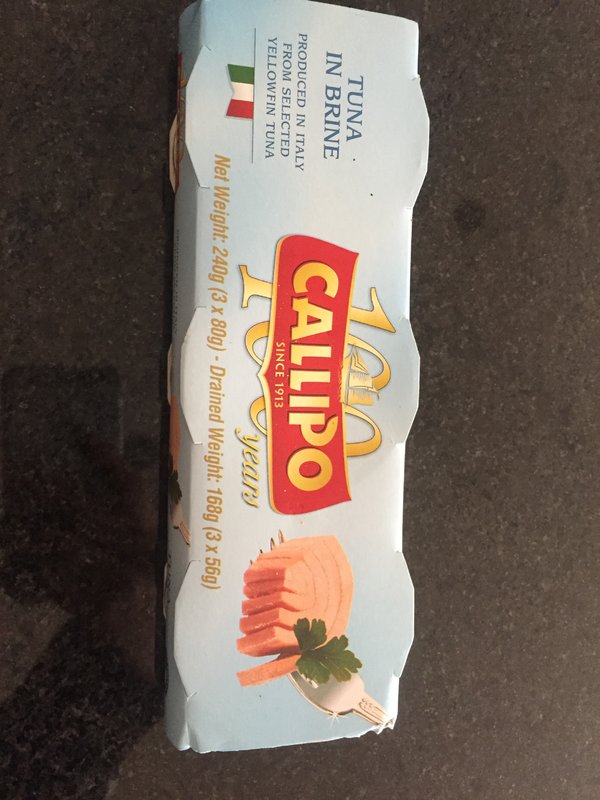 TUNA
IN BRINE
PRODUCED IN ITALY
FROM SELECTED
YELLOWFIN TUNA
100
CALLIPO
SINCE 1913
years
Net Weight: 240g (3 x 80g) - Drained Weight: 168g (3 x 56g)